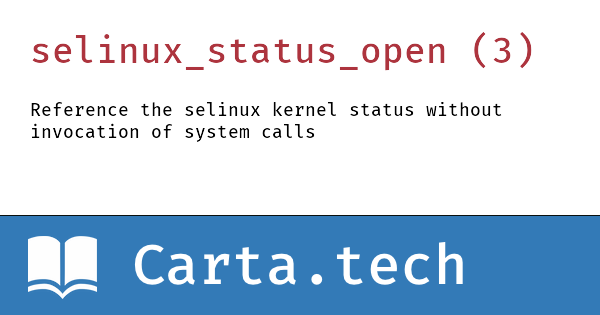 selinux_status_open (3)
Reference the selinux kernel status without
invocation of system calls
Carta.tech